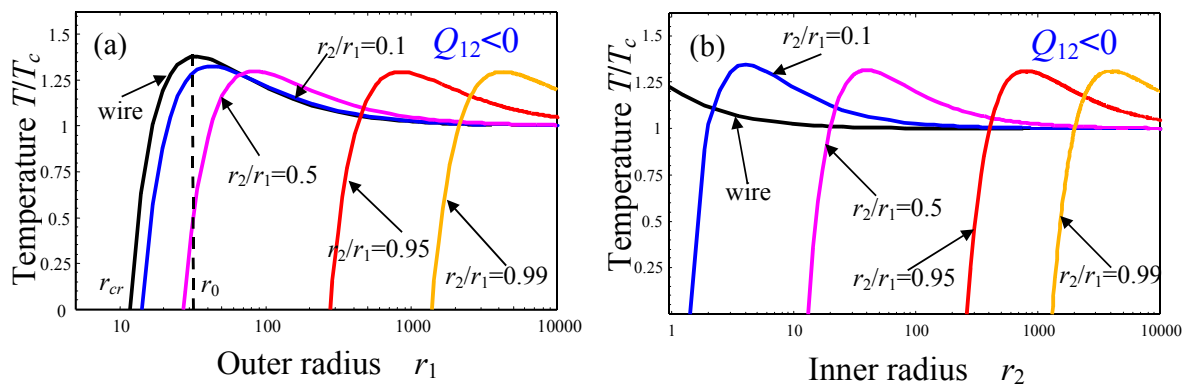 (a)
Q12<0
r2/r1=0.1
wire
r2/r1=0.5
r2/r1=0.95
r2/r1=0.99
rcr
r0
Temperature T/Tc
1.5
1.25
1
0.75
0.5
0.25
0
10
100
1000
10000
Outer radius r1
(b)
Q12<0
r2/r1=0.1
wire
r2/r1=0.5
r2/r1=0.95
r2/r1=0.99
Temperature T/Tc
1.5
1.25
1
0.75
0.5
0
1
10
100
1000
10000
Inner radius r2